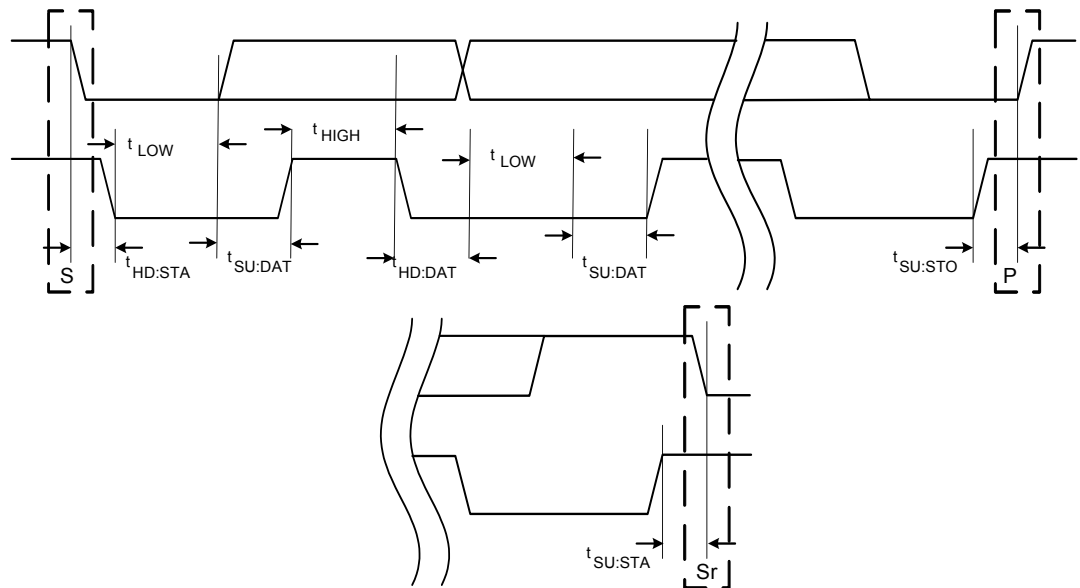 t LOW
t HIGH
t LOW
S
t HD:STA
t SU:DAT
t HD:DAT
t SU:DAT
t SU:STO
P
t SU:STA
Sr